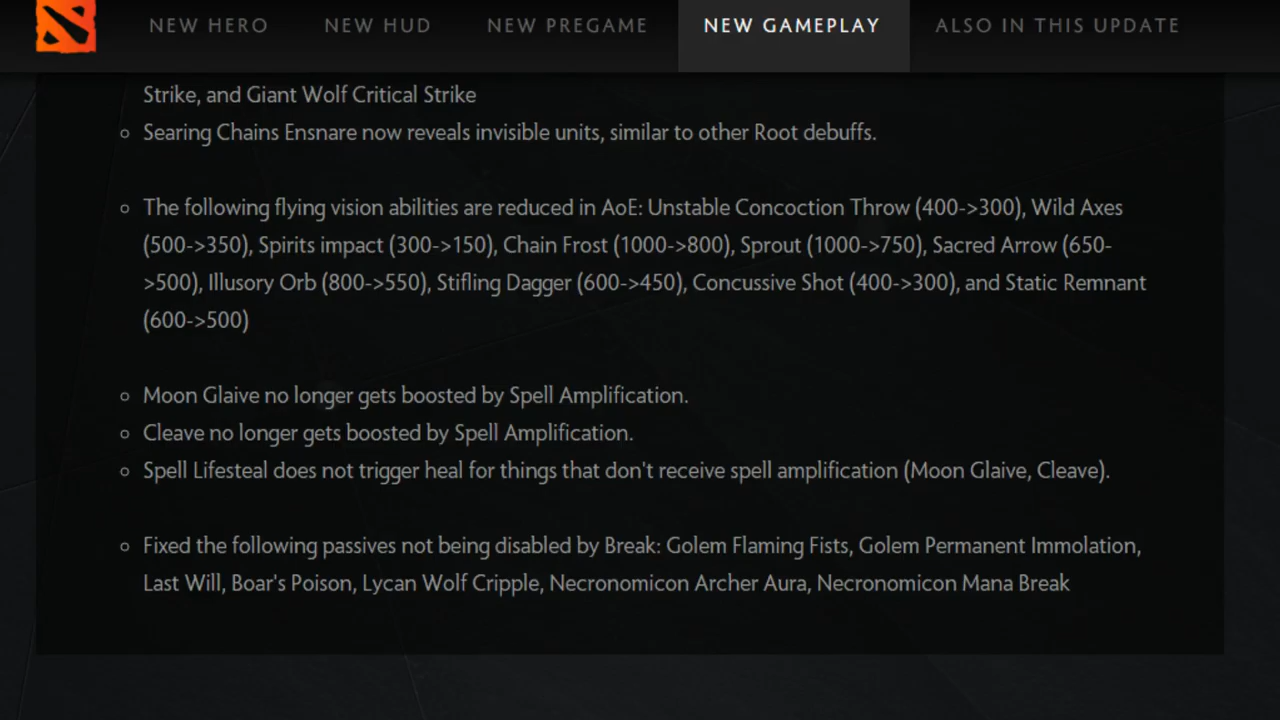 NEW HERO NEW HUD NEW PREGAME NEW GAMEPLAY ALSO IN THIS UPDATE
Strike, and Giant Wolf Critical Strike
Searing Chains Ensnare now reveals invisible units, similar to other Root debuffs.
The following flying vision abilities are reduced in AoE: Unstable Concoction Throw (400->300), Wild Axes
(500->350), Spirits impact (300->150), Chain Frost (1000->800), Sprout (1000->750), Sacred Arrow (650-
>500), Illusory Orb (800->550), Stifling Dagger (600->450), Concussive Shot (400->300), and Static Remnant
(600->500)
Moon Glaive no longer gets boosted by Spell Amplification.
Cleave no longer gets boosted by Spell Amplification.
Spell Lifesteal does not trigger heal for things that don't receive spell amplification (Moon Glaive, Cleave).
Fixed the following passives not being disabled by Break: Golem Flaming Fists, Golem Permanent Immolation,
Last Will, Boar's Poison, Lycan Wolf Cripple, Necronomicon Archer Aura, Necronomicon Mana Break